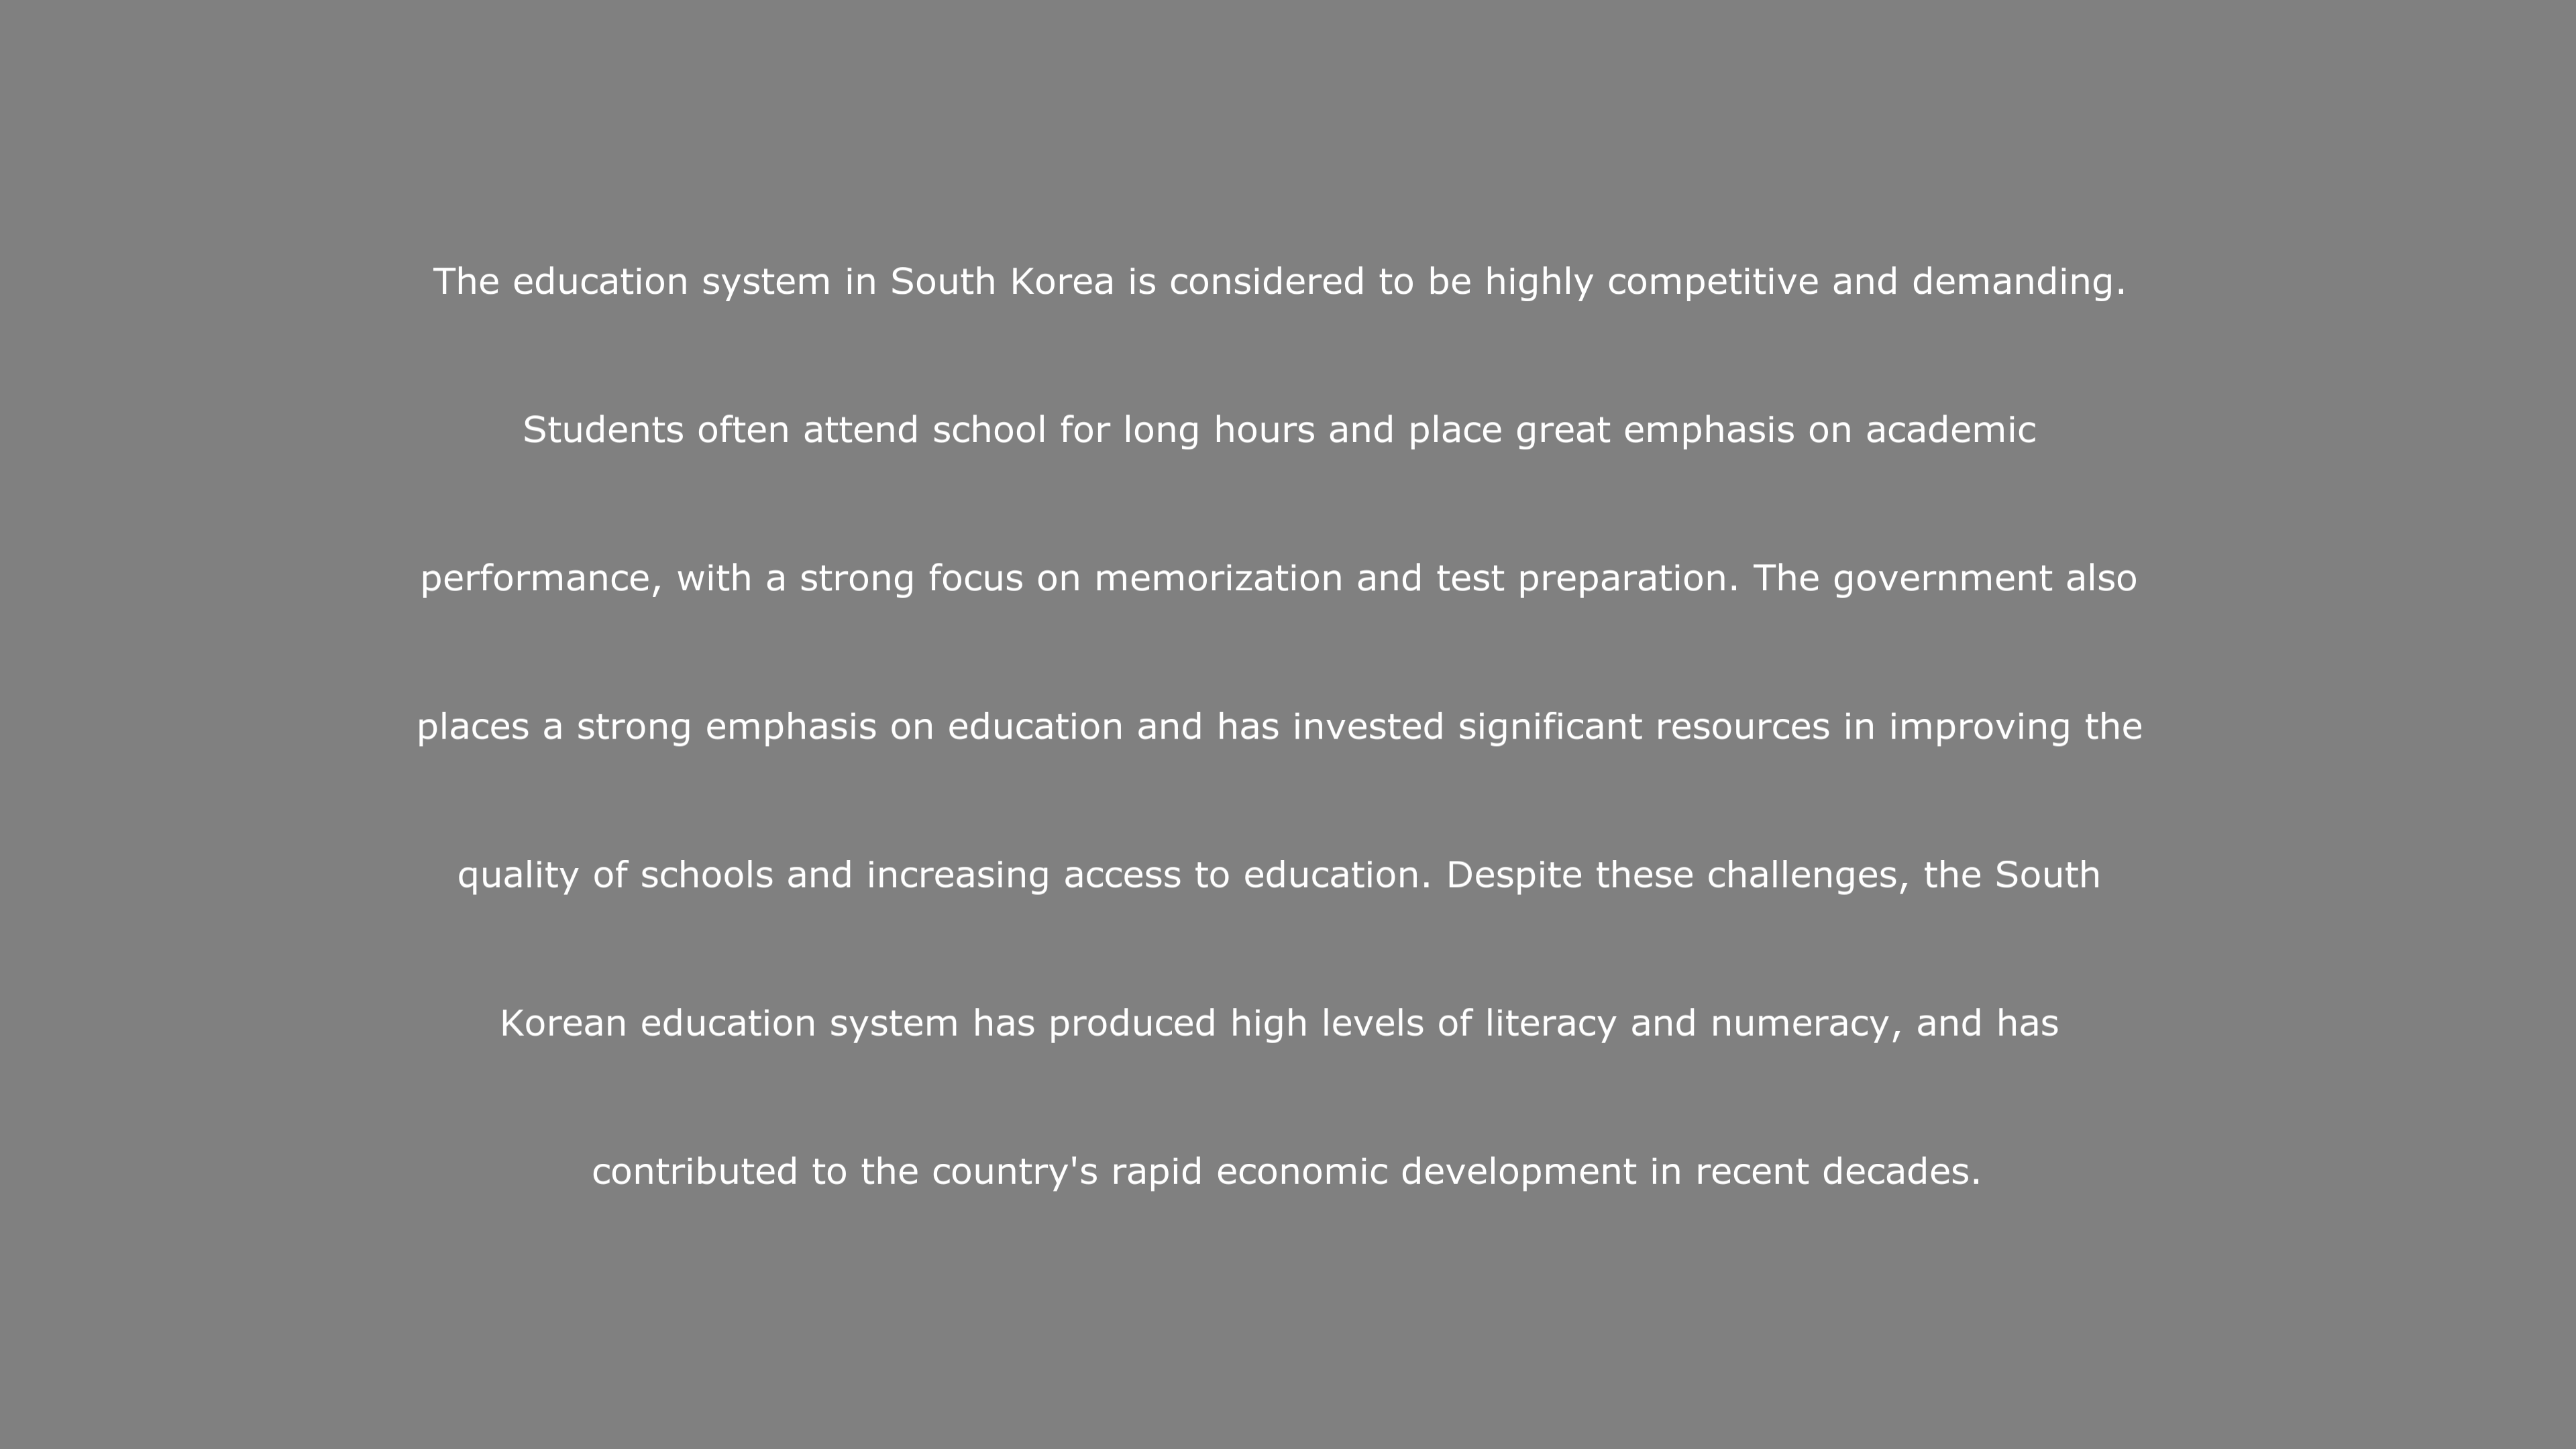 The education system in South Korea is considered to be highly competitive and demanding.
Students often attend school for long hours and place great emphasis on academic
performance, with a strong focus on memorization and test preparation. The government also
places a strong emphasis on education and has invested significant resources in improving the
quality of schools and increasing access to education. Despite these challenges, the South
Korean education system has produced high levels of literacy and numeracy, and has
contributed to the country's rapid economic development in recent decades.